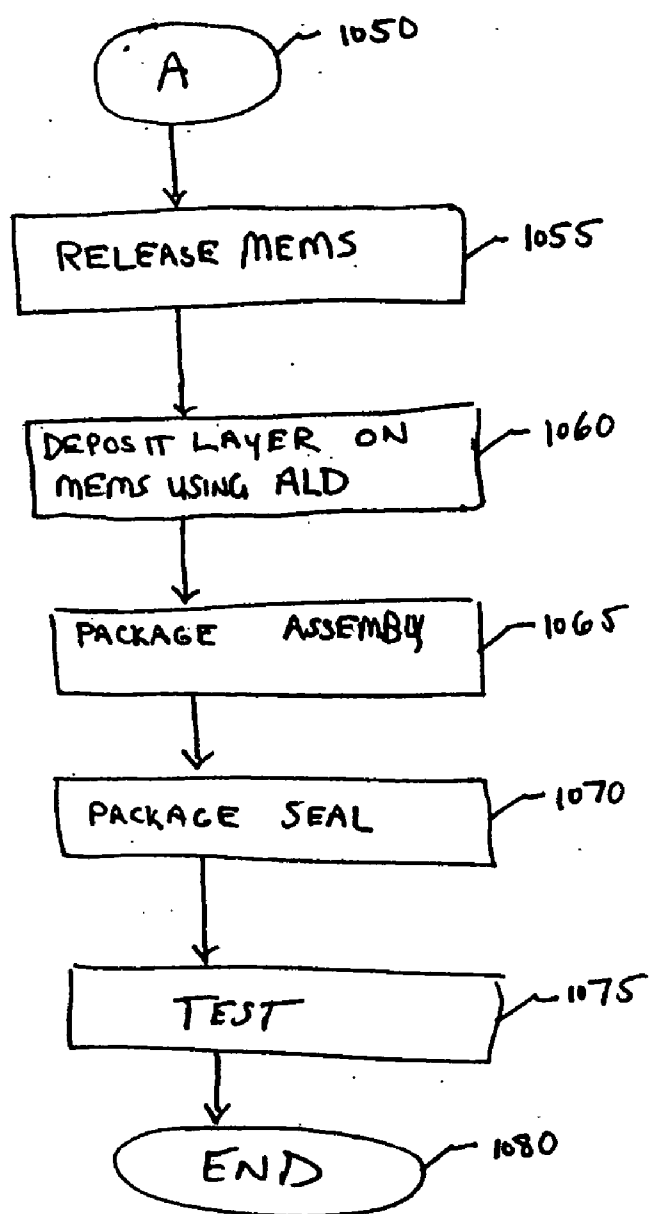 A
1050
RELEASE MEMS
1055
DEPOSIT LAYER ON
MEMS USING ALD
1060
PACKAGE ASSEMBLY
1065
PACKAGE SEAL
1070
TEST
1075
END
1080